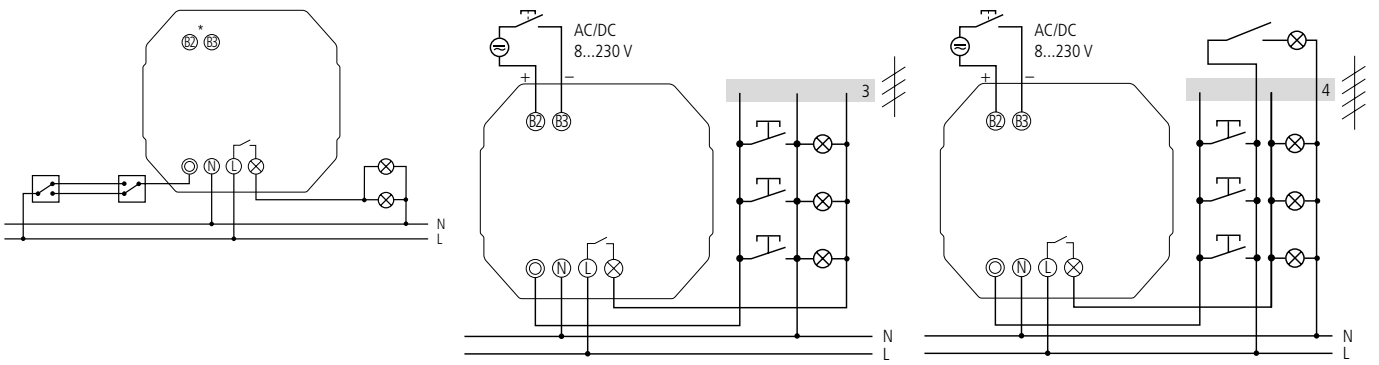 *
B2 B3
N L
N
L
AC/DC
8...230 V
+ −
B2 B3
3
N L
N
L
AC/DC
8...230 V
+ −
B2 B3
4
N L
N
L